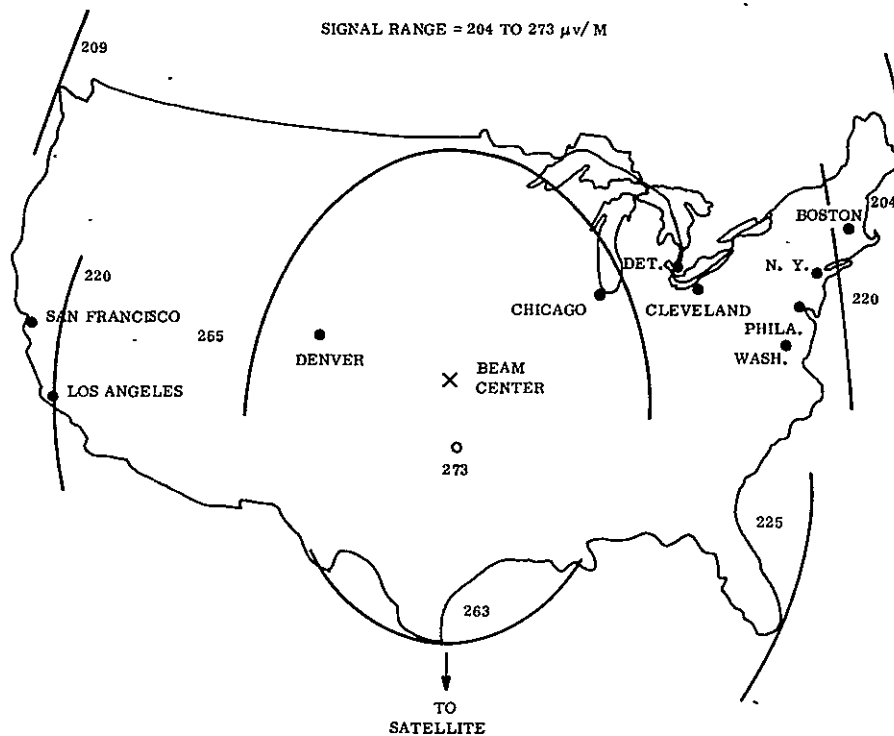 SIGNAL RANGE = 204 TO 273 μv/M
209
204
BOSTON
DET.
N. Y.
220
CHICAGO
CLEVELAND
220
SAN FRANCISCO
PHILA.
265
DENVER
WASH.
BEAM
CENTER
LOS ANGELES
273
225
263
TO
SATELLITE